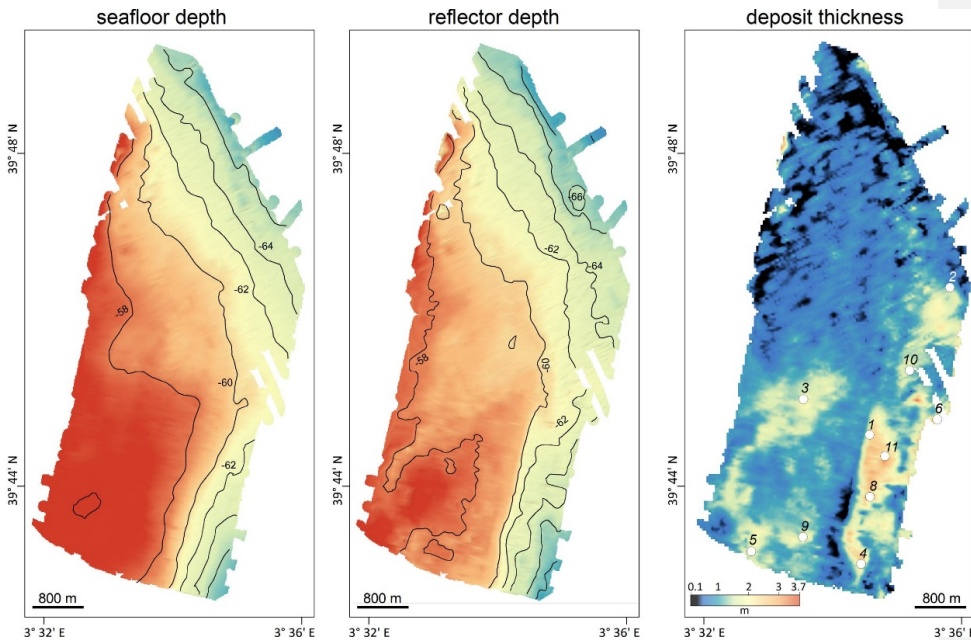 seafloor depth
reflector depth
deposit thickness
39° 48' N
39° 44' N
-58
-60
-62
-64
-62
800 m
3° 32' E
3° 36' E
39° 48' N
39° 44' N
-66
-62
-64
-58
-60
-62
800 m
3° 32' E
3° 36' E
39° 48' N
39° 44' N
2
10
3
6
1
11
8
9
5
4
0.1 1 2 3 3.7
m
800 m
3° 32' E
3° 36' E